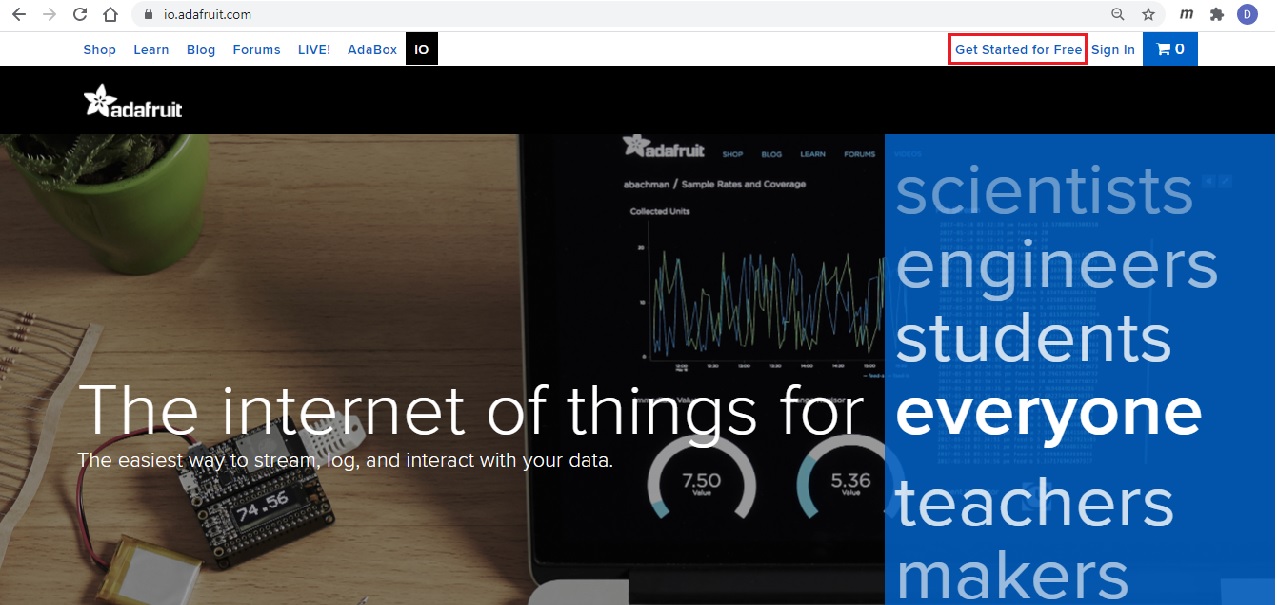 io.adafruit.com
D
Shop Learn Blog Forums LIVE! AdaBox IO
Get Started for Free Sign In 0
adafruit
adafruit SHOP BLOG LEARN FORUMS VIDEOS
abachman / Sample Rates and Coverage
Collected Units
20
10
0
The internet of things for
The easiest way to stream, log, and interact with your data.
74.56
7.50
Value
5.36
Value
scientists
engineers
students
everyone
teachers
makers